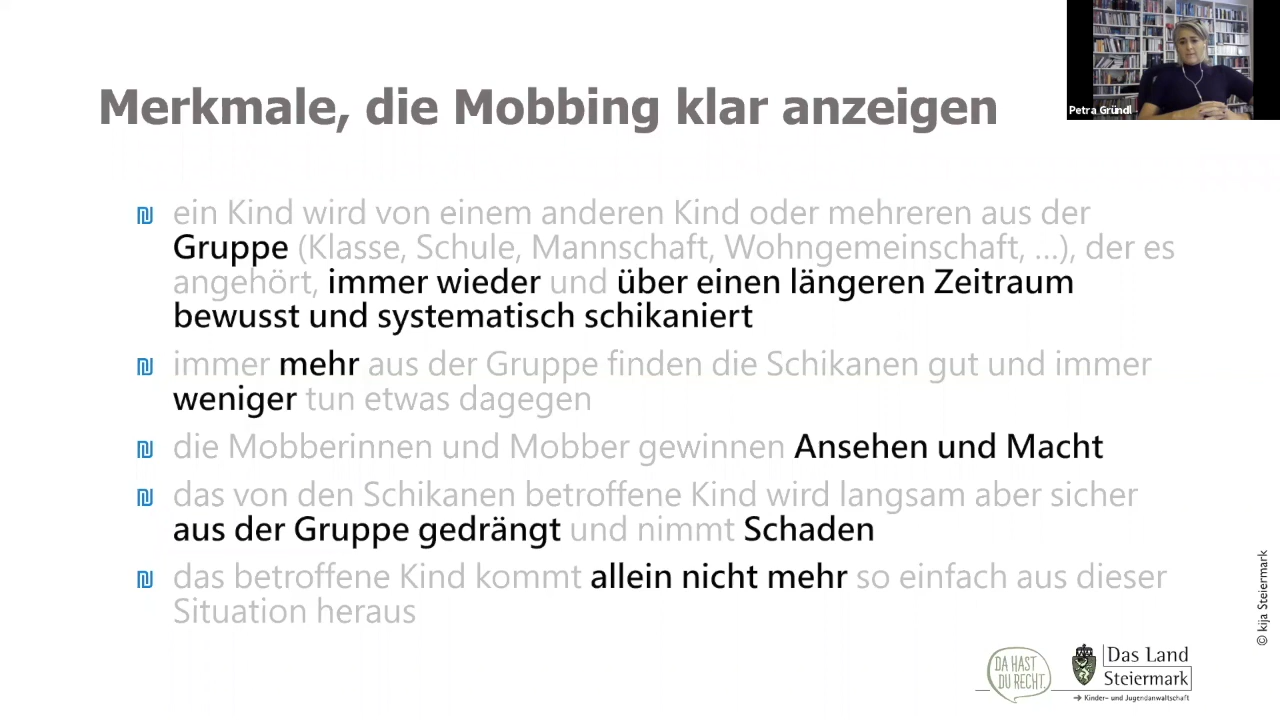 Merkmale, die Mobbing klar anzeigen
Petra Gründl
ein Kind wird von einem anderen Kind oder mehreren aus der
Gruppe (Klasse, Schule, Mannschaft, Wohngemeinschaft, ...), der es
angehört, immer wieder und über einen längeren Zeitraum
bewusst und systematisch schikaniert
immer mehr aus der Gruppe finden die Schikanen gut und immer
weniger tun etwas dagegen
die Mobberinnen und Mobber gewinnen Ansehen und Macht
das von den Schikanen betroffene Kind wird langsam aber sicher
aus der Gruppe gedrängt und nimmt Schaden
das betroffene Kind kommt allein nicht mehr so einfach aus dieser
Situation heraus
© kija Steiermark
DA HAST
DU RECHT.
Das Land
Steiermark
→ Kinder- und Jugendanwaltschaft